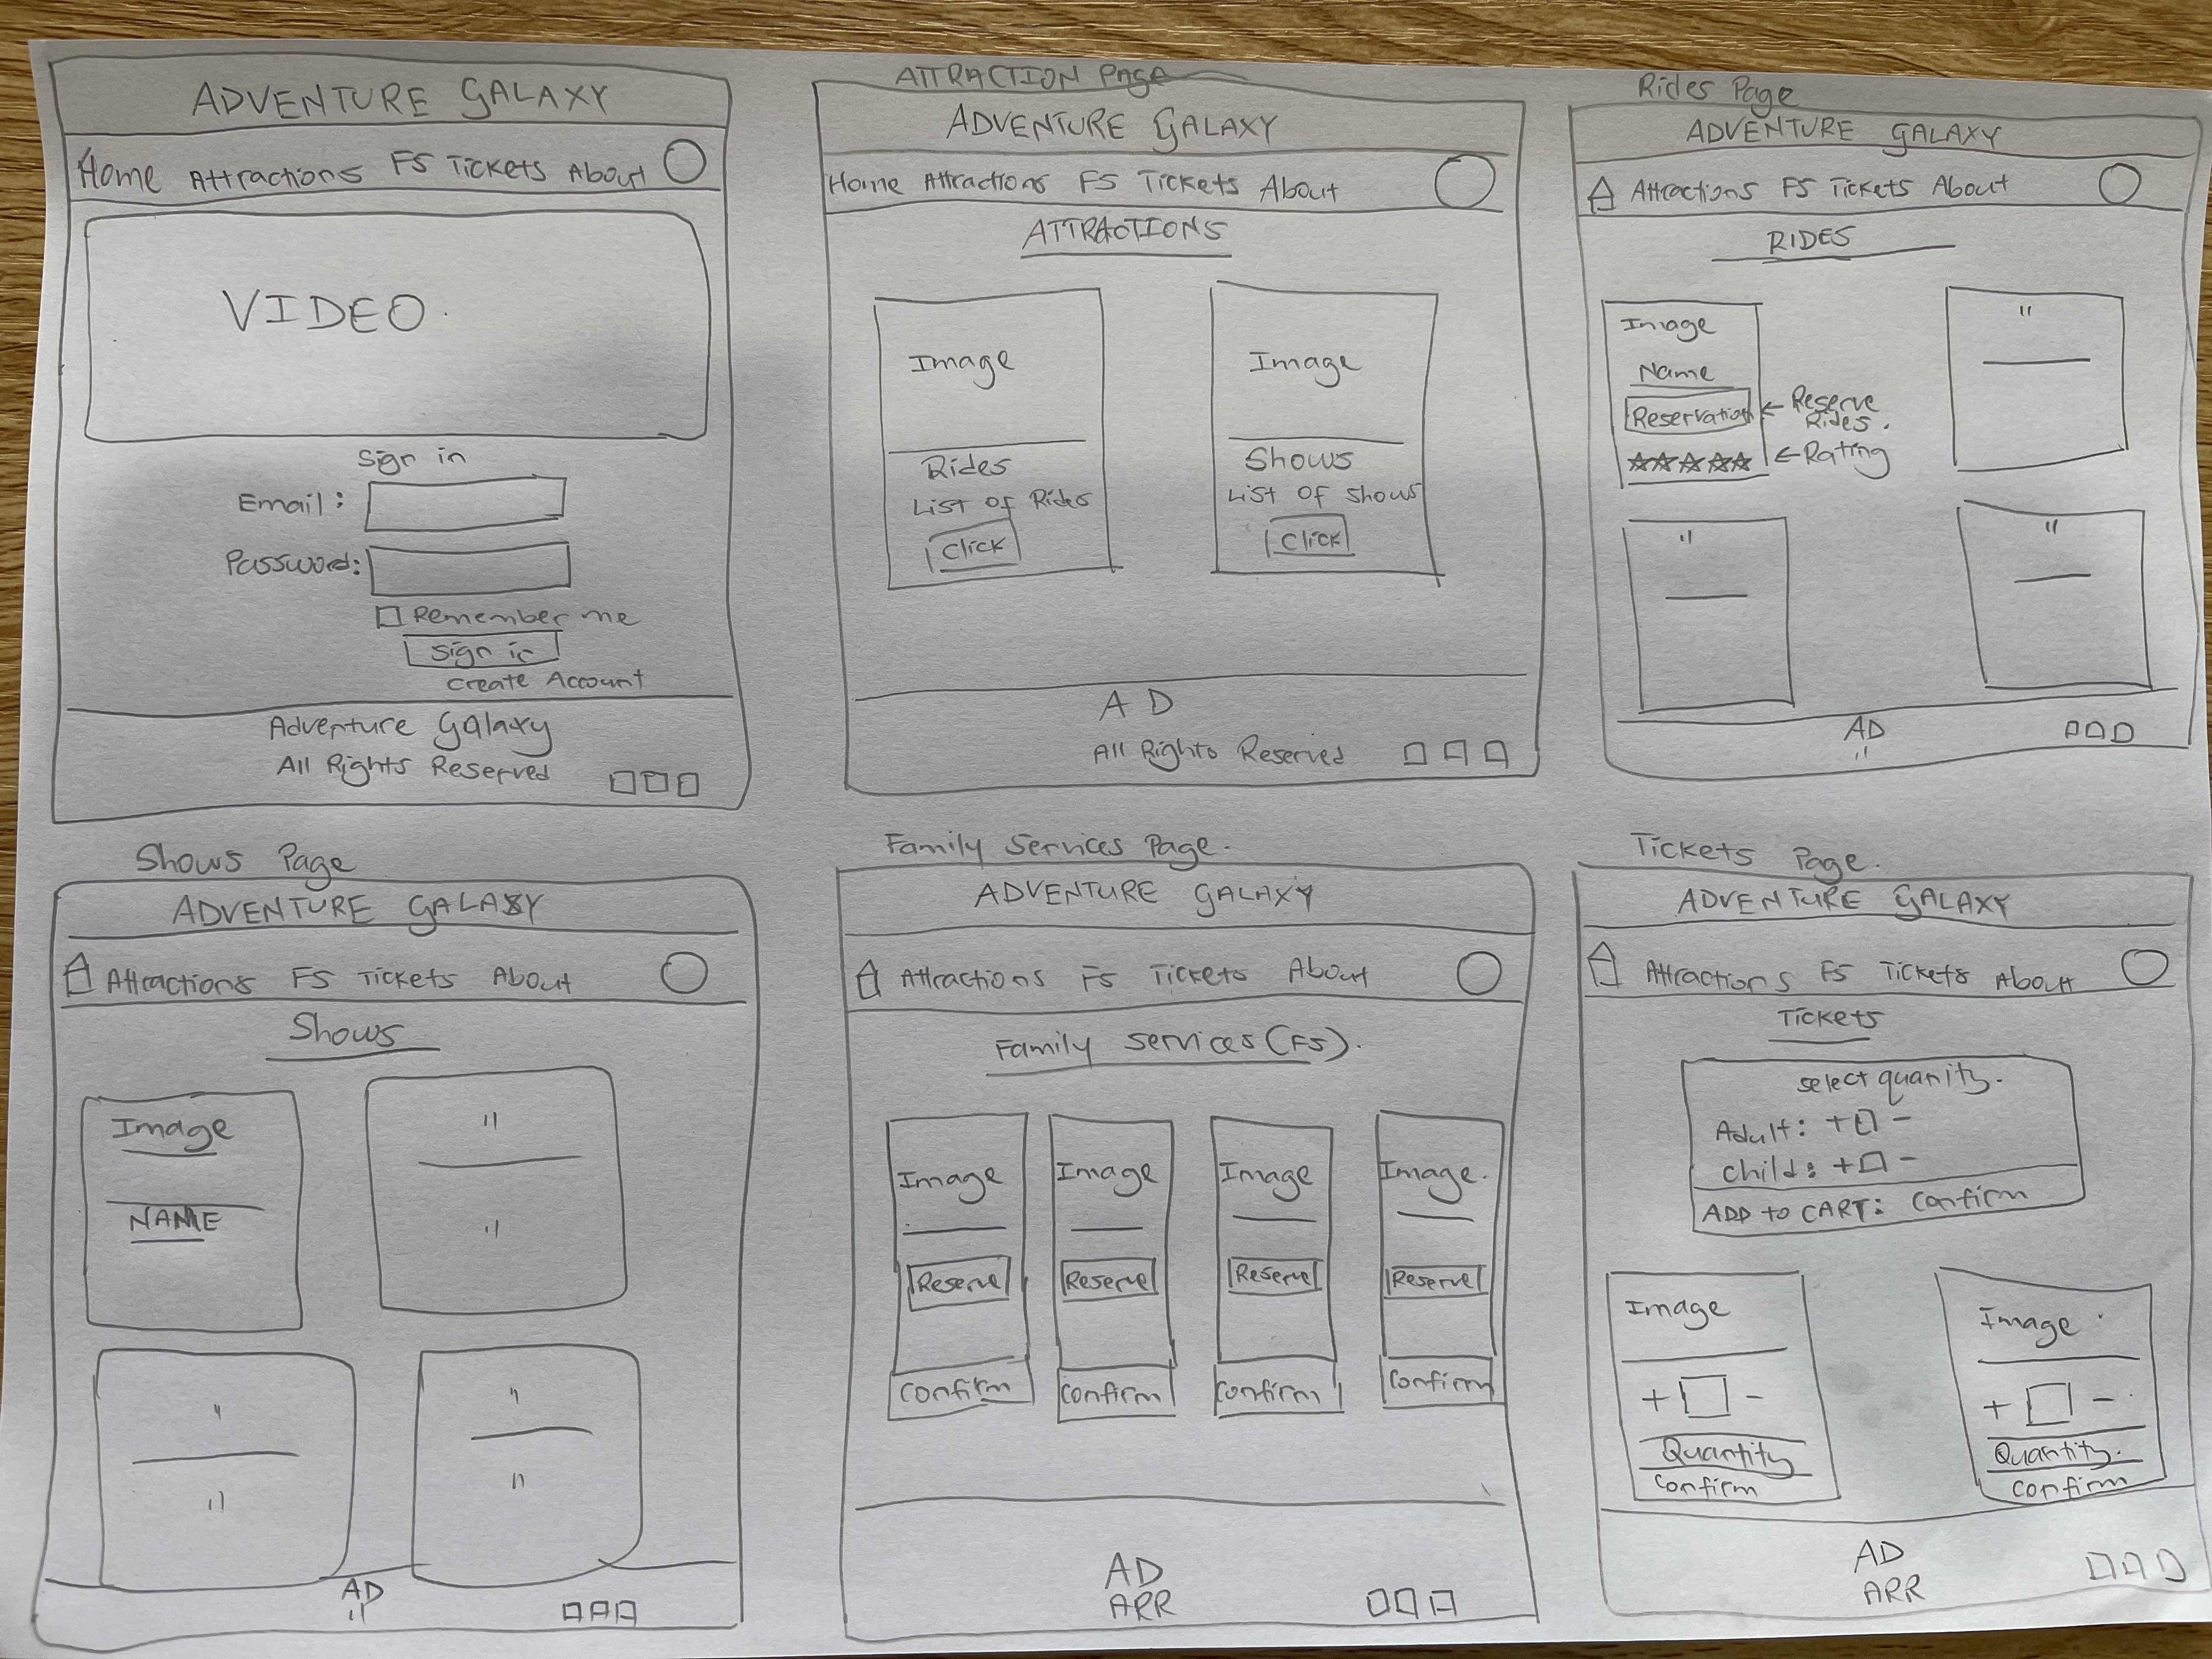 ADVENTURE GALAXY
Home Attractions FS Tickets About
VIDEO.
Sign in
Email:
Password:
Remember me
Sign in
Create Account
Adventure Galaxy
All Rights Reserved
ATTRACTION Page
ADVENTURE GALAXY
Home Attractions FS Tickets About
ATTRACTIONS
Image
Rides
List of Rides
Click
Image
Shows
List of Shows
Click
AD
All Rights Reserved
Rides Page
ADVENTURE GALAXY
Attractions FS Tickets About
RIDES
Image
Name
Reservation ← Reserve Rides.
← Rating
"
"
"
AD
"
Shows Page
ADVENTURE GALAXY
Attractions FS Tickets About
Shows
Image
NAME
"
"
"
"
"
"
AD
"
Family Services Page.
ADVENTURE GALAXY
Attractions FS Tickets About
Family Services (FS).
Image Image Image Image.
Reserve Reserve Reserve Reserve
Confirm Confirm Confirm Confirm
AD
ARR
Tickets Page.
ADVENTURE GALAXY
Attractions FS Tickets About
Tickets
select quantity.
Adult: + -
child: + -
ADD to CART: Confirm
Image Image.
+ - + -
Quantity Quantity.
Confirm Confirm
AD
ARR